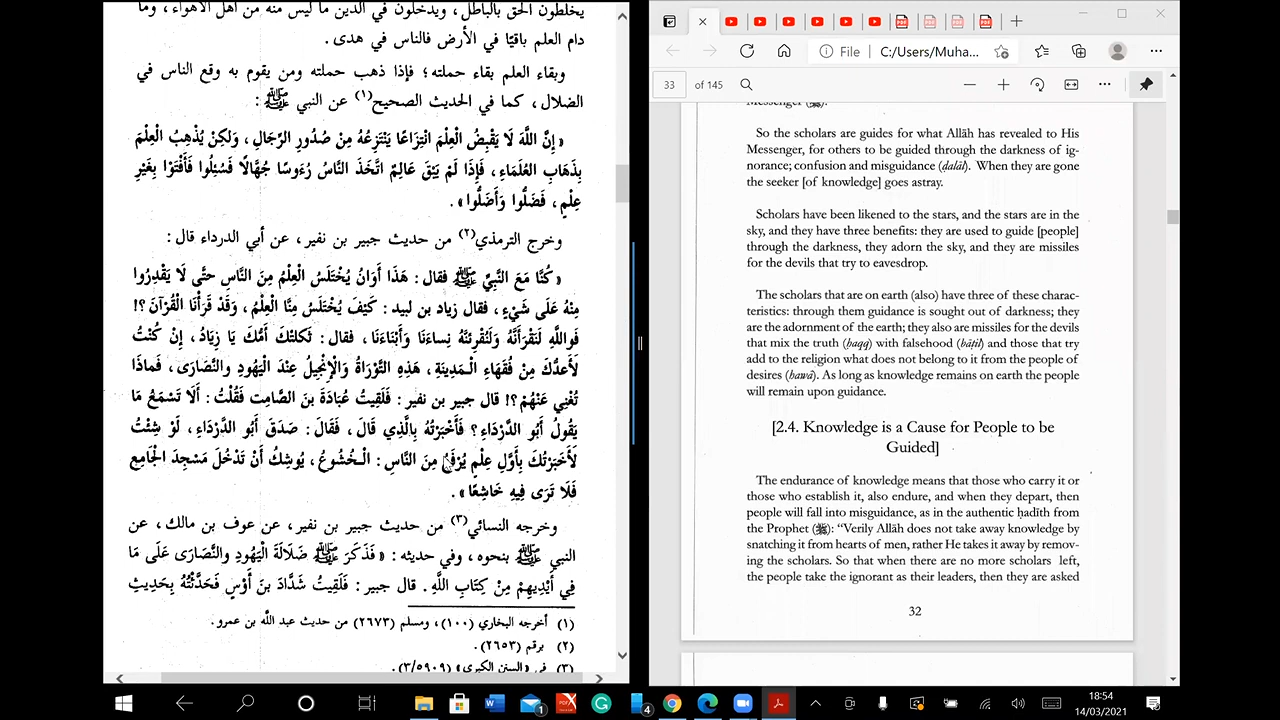 يخلطون الحق بالباطل، ويدخلون في الدين ما ليس منه من أهل الأهواء، وما
دام العلم باقيًا في الأرض فالناس في هدى.
وبقاء العلم بقاء حملته؛ فإذا ذهب حملته ومن يقوم به وقع الناس في
الضلال، كما في الحديث الصحيح(١) عن النبي ﷺ:
« إِنَّ اللَّهَ لَا يَقْبِضُ الْعِلْمَ انْتِزَاعًا يَنْتَزِعُهُ مِنْ صُدُورِ الرِّجَالِ، وَلَكِنْ يُذْهِبُ الْعِلْمَ
بِذَهَابِ الْعُلَمَاءِ، فَإِذَا لَمْ يَبْقَ عَالِمٌ اتَّخَذَ النَّاسُ رُءَوسًا جُهَّالًا فَسُئِلُوا فَأَفْتَوْا بِغَيْرِ
عِلْمٍ، فَضَلُّوا وَأَضَلُّوا ».
وخرج الترمذي(٢) من حديث جبير بن نفير، عن أبي الدرداء قال:
« كُنَّا مَعَ النَّبِيِّ ﷺ فقال: هَذَا أَوَانُ يُخْتَلَسُ الْعِلْمُ مِنَ النَّاسِ حتَّى لَا يَقْدِرُوا
مِنْهُ عَلَى شَيْءٍ، فقال زياد بن لبيد: كَيْفَ يُخْتَلَسُ مِنَّا الْعِلْمُ، وَقَدْ قَرَأْنَا الْقُرْآنَ؟!
فَواللَّهِ لَنَقْرَأَنَّهُ وَلَنُقْرِئَنَّهُ نِساءَنَا وَأَبْنَاءَنَا، فقال: ثَكلتكَ أُمُّكَ يَا زِيَادُ، إِنْ كُنْتُ
لَأَعدُّكَ مِنْ فُقَهَاءِ الْمَدِينَةِ، هَذِهِ التَّوْرَاةُ وَالْإِنْجِيلُ عِنْدَ الْيَهُودِ والنَّصَارَى، فَماذَا
تُغْنِي عَنْهُمْ؟! قال جبير بن نفير: فَلَقِيتُ عُبَادَةَ بنَ الصَّامِت فَقُلْتُ: أَلَا تَسْمَعُ مَا
يَقُولُ أَبُو الدَّرْدَاءِ؟ فَأَخْبَرْتُهُ بِالَّذِي قَالَ، فَقَالَ: صَدَقَ أَبُو الدَّرْدَاءِ، لَوْ شِئْتُ
لَأَخبَرْتُكَ بِأَوَّلِ عِلْمٍ يُرْفَعُ مِنَ النَّاسِ: الْخُشُوعُ، يُوشِكُ أَنْ تَدْخُلَ مَسْجِدَ الْجَامِعِ
فَلَا تَرَى فِيهِ خَاشِعًا ».
وخرجه النسائي(٣) من حديث جبير بن نفير، عن عوف بن مالك، عن
النبي ﷺ بنحوه، وفي حديثه: « فَذَكَرَ ﷺ ضَلَالَةَ الْيَهُودِ والنَّصَارَى عَلَى مَا
فِي أَيْدِيهِمْ مِنْ كِتَابِ اللَّهِ. قال جبير: فَلَقِيتُ شَدَّادَ بنَ أَوْسٍ فَحَدَّثْتُهُ بِحَدِيثِ
(١) أخرجه البخاري (١٠٠)، ومسلم (٢٦٧٣) من حديث عبد اللَّه بن عمرو.
(٢) برقم (٢٦٥٣).
(٣) في «السنن الكبرى» (٣/٥٩٠٩).
File C:/Users/Muha...
33 of 145
Messenger (ﷺ).
So the scholars are guides for what Allāh has revealed to His
Messenger, for others to be guided through the darkness of ig-
norance; confusion and misguidance (ḍalāl). When they are gone
the seeker [of knowledge] goes astray.
Scholars have been likened to the stars, and the stars are in the
sky, and they have three benefits: they are used to guide [people]
through the darkness, they adorn the sky, and they are missiles
for the devils that try to eavesdrop.
The scholars that are on earth (also) have three of these charac-
teristics: through them guidance is sought out of darkness; they
are the adornment of the earth; they also are missiles for the devils
that mix the truth (ḥaqq) with falsehood (bāṭil) and those that try
add to the religion what does not belong to it from the people of
desires (hawā). As long as knowledge remains on earth the people
will remain upon guidance.
[2.4. Knowledge is a Cause for People to be
Guided]
The endurance of knowledge means that those who carry it or
those who establish it, also endure, and when they depart, then
people will fall into misguidance, as in the authentic ḥadīth from
the Prophet (ﷺ): “Verily Allāh does not take away knowledge by
snatching it from hearts of men, rather He takes it away by remov-
ing the scholars. So that when there are no more scholars left,
the people take the ignorant as their leaders, then they are asked
32
18:54
14/03/2021